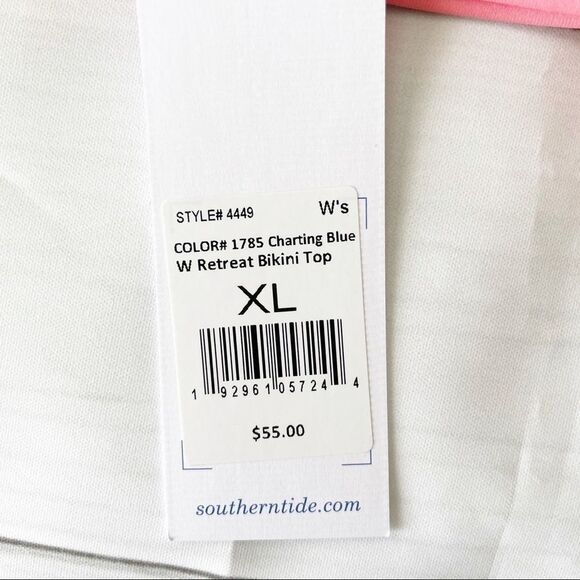 STYLE# 4449 W's
COLOR# 1785 Charting Blue
W Retreat Bikini Top
XL
1 92961 05724 4
$55.00
southerntide.com